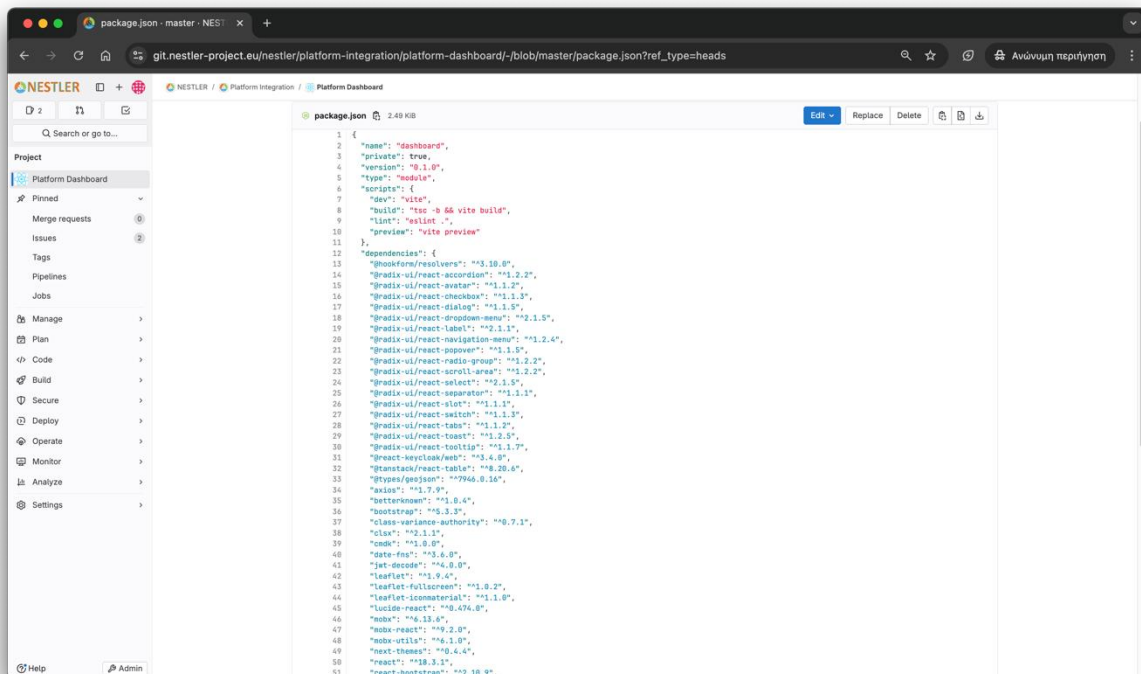 package.json · master · NEST
git.nestler-project.eu/nestler/platform-integration/platform-dashboard/-/blob/master/package.json?ref_type=heads
Ανώνυμη περιήγηση
NESTLER
NESTLER / Platform Integration / Platform Dashboard
2
Search or go to...
Project
Platform Dashboard
Pinned
Merge requests 0
Issues 2
Tags
Pipelines
Jobs
Manage
Plan
Code
Build
Secure
Deploy
Operate
Monitor
Analyze
Settings
Help
Admin
package.json 2.49 KiB
Edit Replace Delete
1 {
2 "name": "dashboard",
3 "private": true,
4 "version": "0.1.0",
5 "type": "module",
6 "scripts": {
7 "dev": "vite",
8 "build": "tsc -b && vite build",
9 "lint": "eslint .",
10 "preview": "vite preview"
11 },
12 "dependencies": {
13 "@hookform/resolvers": "^3.10.0",
14 "@radix-ui/react-accordion": "^1.2.2",
15 "@radix-ui/react-avatar": "^1.1.2",
16 "@radix-ui/react-checkbox": "^1.1.3",
17 "@radix-ui/react-dialog": "^1.1.5",
18 "@radix-ui/react-dropdown-menu": "^2.1.5",
19 "@radix-ui/react-label": "^2.1.1",
20 "@radix-ui/react-navigation-menu": "^1.2.4",
21 "@radix-ui/react-popover": "^1.1.5",
22 "@radix-ui/react-radio-group": "^1.2.2",
23 "@radix-ui/react-scroll-area": "^1.2.2",
24 "@radix-ui/react-select": "^2.1.5",
25 "@radix-ui/react-separator": "^1.1.1",
26 "@radix-ui/react-slot": "^1.1.1",
27 "@radix-ui/react-switch": "^1.1.3",
28 "@radix-ui/react-tabs": "^1.1.2",
29 "@radix-ui/react-toast": "^1.2.5",
30 "@radix-ui/react-tooltip": "^1.1.7",
31 "@react-keycloak/web": "^3.4.0",
32 "@tanstack/react-table": "^8.20.6",
33 "@types/geojson": "^7946.0.16",
34 "axios": "^1.7.9",
35 "betterknown": "^1.0.4",
36 "bootstrap": "^5.3.3",
37 "class-variance-authority": "^0.7.1",
38 "clsx": "^2.1.1",
39 "cmdk": "^1.0.0",
40 "date-fns": "^3.6.0",
41 "jwt-decode": "^4.0.0",
42 "leaflet": "^1.9.4",
43 "leaflet-fullscreen": "^1.0.2",
44 "leaflet-iconmaterial": "^1.1.0",
45 "lucide-react": "^0.474.0",
46 "mobx": "^6.13.6",
47 "mobx-react": "^9.2.0",
48 "mobx-utils": "^6.1.0",
49 "next-themes": "^0.4.4",
50 "react": "^18.3.1",
51 "react-bootstrap": "^2.10.9",